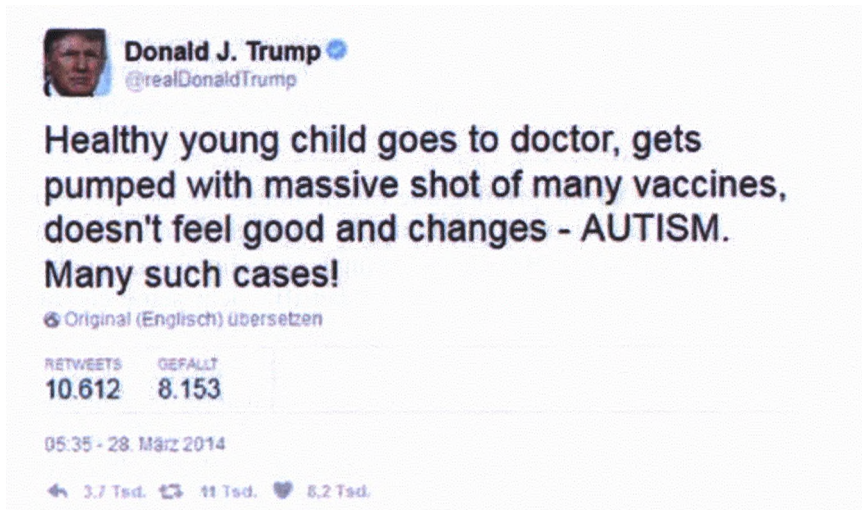 Donald J. Trump
@realDonaldTrump
Healthy young child goes to doctor, gets
pumped with massive shot of many vaccines,
doesn't feel good and changes - AUTISM.
Many such cases!
Original (Englisch) übersetzen
RETWEETS GEFÄLLT
10.612 8.153
05:35 - 28. März 2014
3.7 Tsd. 11 Tsd. 8.2 Tsd.